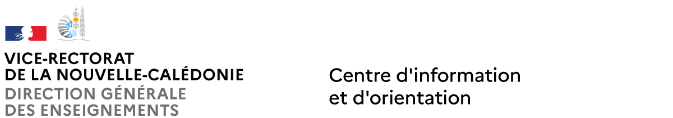 VICE-RECTORAT
DE LA NOUVELLE-CALÉDONIE
DIRECTION GÉNÉRALE
DES ENSEIGNEMENTS
Centre d'information
et d'orientation